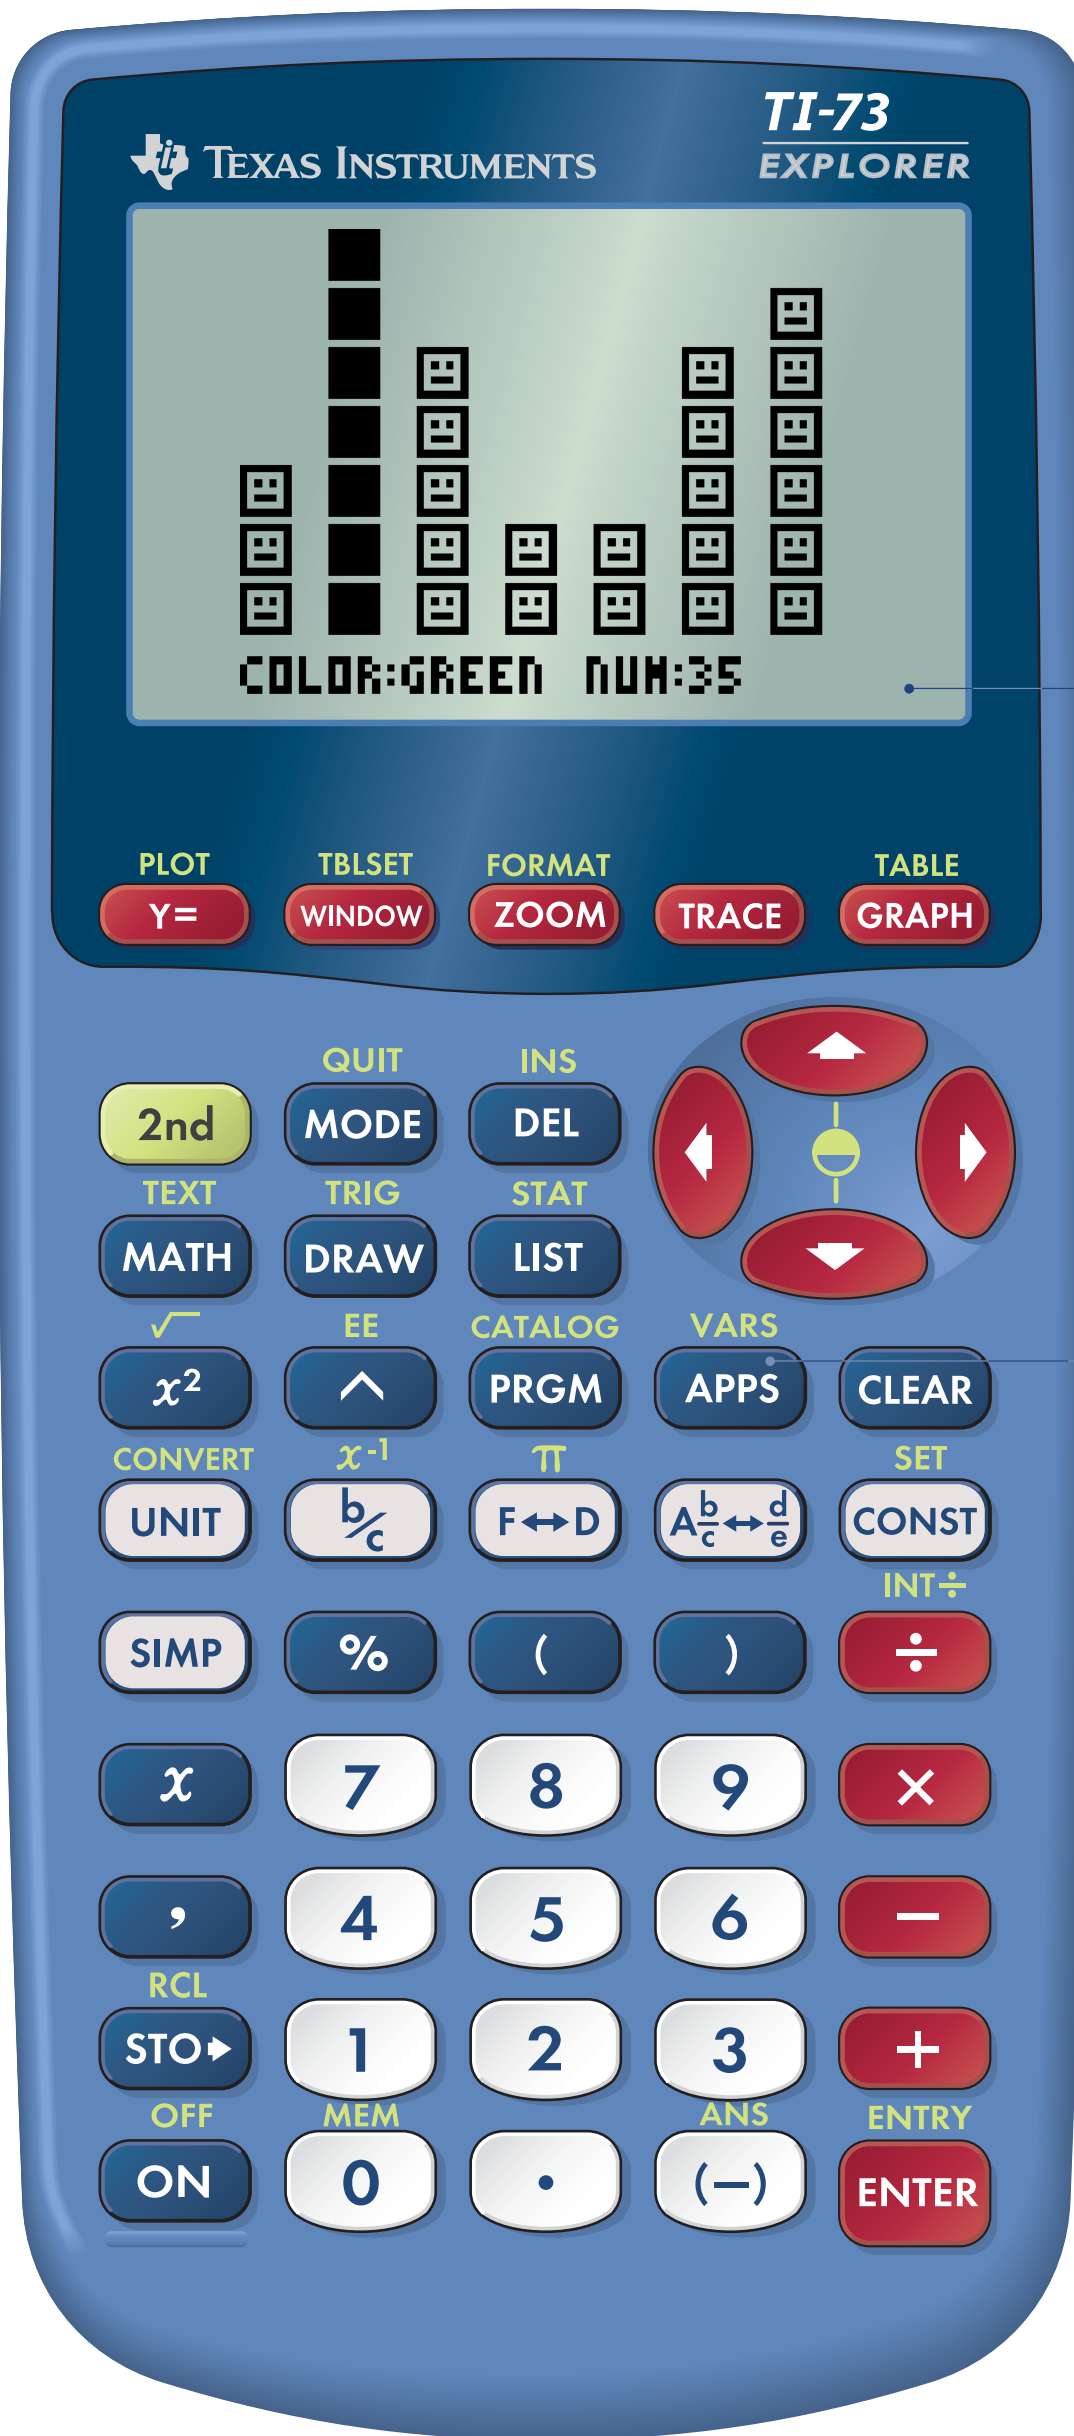 TI-73
TEXAS INSTRUMENTS EXPLORER
COLOR:GREEN NUM:35
PLOT TBLSET FORMAT TABLE
Y= WINDOW ZOOM TRACE GRAPH
QUIT INS
2nd MODE DEL
TEXT TRIG STAT
MATH DRAW LIST
√ EE CATALOG VARS
x² ^ PRGM APPS CLEAR
CONVERT x⁻¹ π SET
UNIT b/c F↔D A b/c↔d/e CONST
INT÷
SIMP % ( ) ÷
x 7 8 9 ×
, 4 5 6 −
RCL
STO➧ 1 2 3 +
OFF MEM ANS ENTRY
ON 0 . (−) ENTER